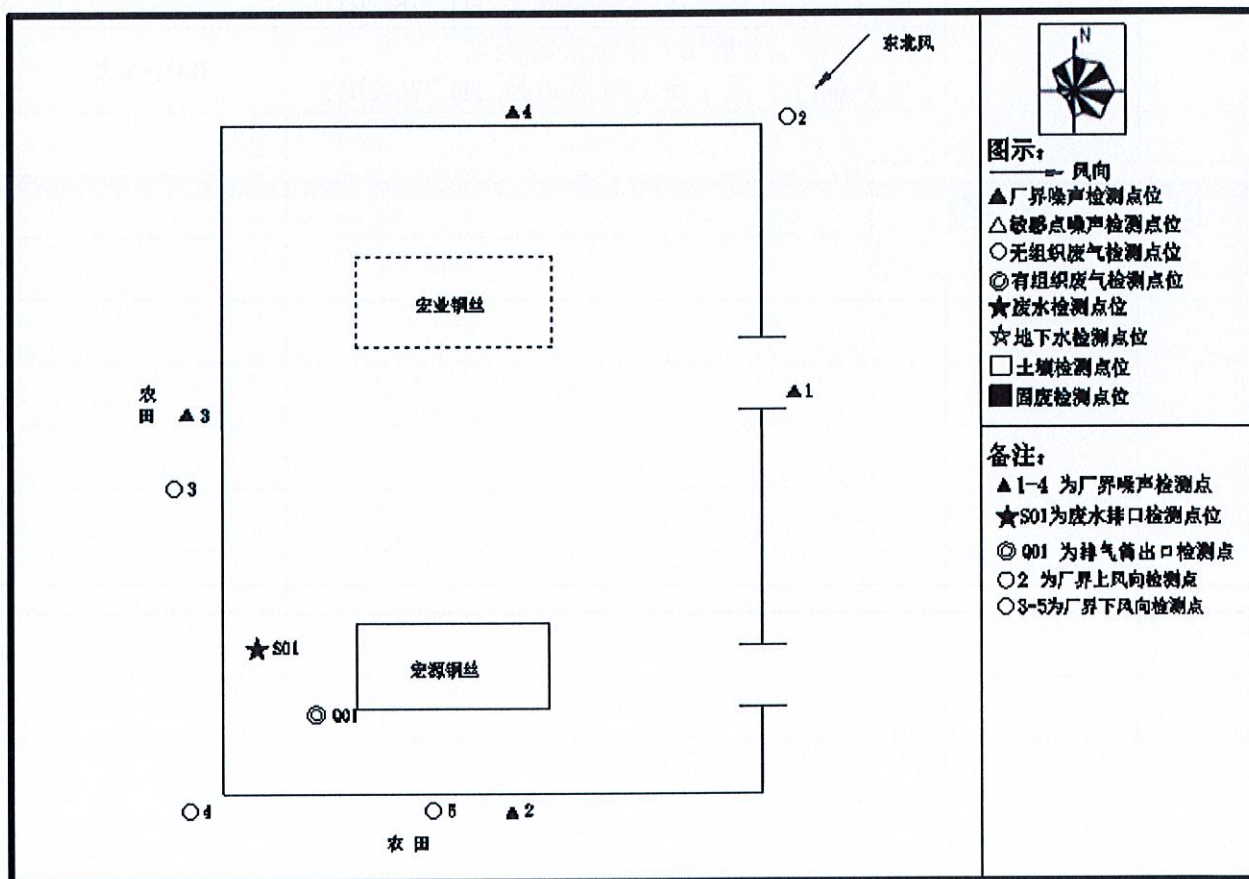 东北风
▲4
○2
宏业钢丝
▲1
农
田
▲3
○3
★S01
宏源钢丝
◎Q01
○4
○5
▲2
农 田
N
图示：
风向
▲厂界噪声检测点位
△敏感点噪声检测点位
○无组织废气检测点位
◎有组织废气检测点位
★废水检测点位
☆地下水检测点位
□土壤检测点位
■固废检测点位
备注：
▲1-4 为厂界噪声检测点
★S01为废水排口检测点位
◎Q01 为排气筒出口检测点
○2 为厂界上风向检测点
○3-5为厂界下风向检测点